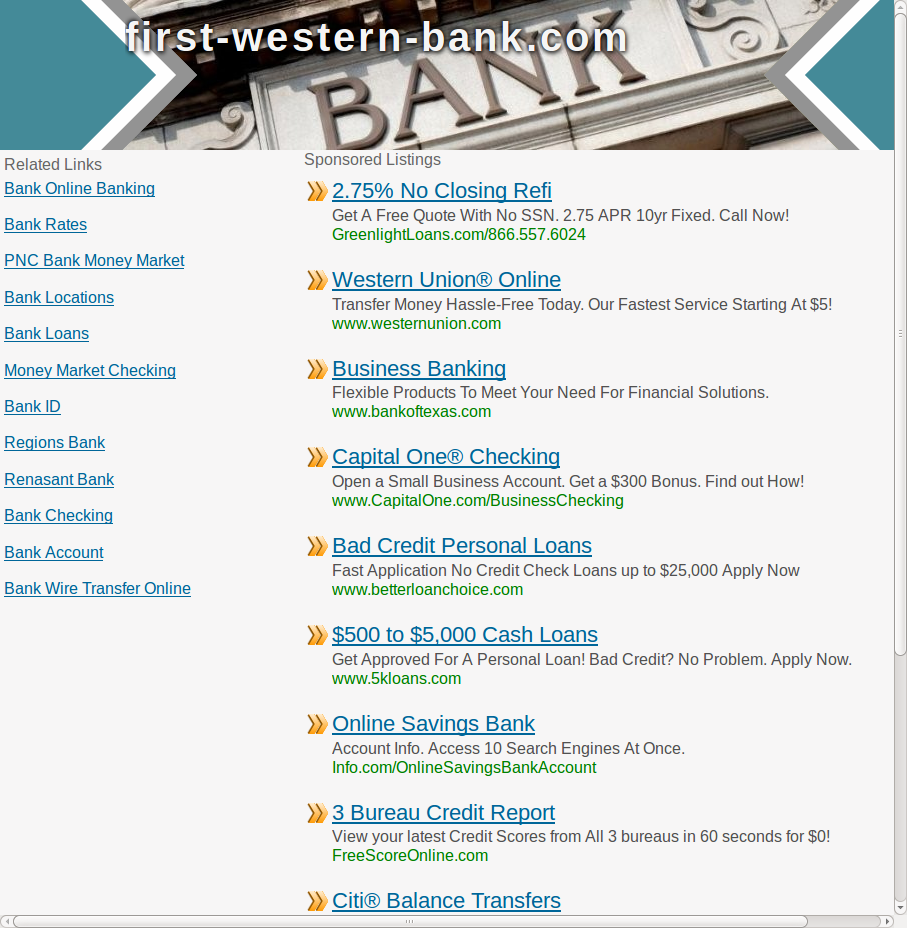 first-western-bank.com
BANK
Related Links
Bank Online Banking
Bank Rates
PNC Bank Money Market
Bank Locations
Bank Loans
Money Market Checking
Bank ID
Regions Bank
Renasant Bank
Bank Checking
Bank Account
Bank Wire Transfer Online
Sponsored Listings
2.75% No Closing Refi
Get A Free Quote With No SSN. 2.75 APR 10yr Fixed. Call Now!
GreenlightLoans.com/866.557.6024
Western Union® Online
Transfer Money Hassle-Free Today. Our Fastest Service Starting At $5!
www.westernunion.com
Business Banking
Flexible Products To Meet Your Need For Financial Solutions.
www.bankoftexas.com
Capital One® Checking
Open a Small Business Account. Get a $300 Bonus. Find out How!
www.CapitalOne.com/BusinessChecking
Bad Credit Personal Loans
Fast Application No Credit Check Loans up to $25,000 Apply Now
www.betterloanchoice.com
$500 to $5,000 Cash Loans
Get Approved For A Personal Loan! Bad Credit? No Problem. Apply Now.
www.5kloans.com
Online Savings Bank
Account Info. Access 10 Search Engines At Once.
Info.com/OnlineSavingsBankAccount
3 Bureau Credit Report
View your latest Credit Scores from All 3 bureaus in 60 seconds for $0!
FreeScoreOnline.com
Citi® Balance Transfers